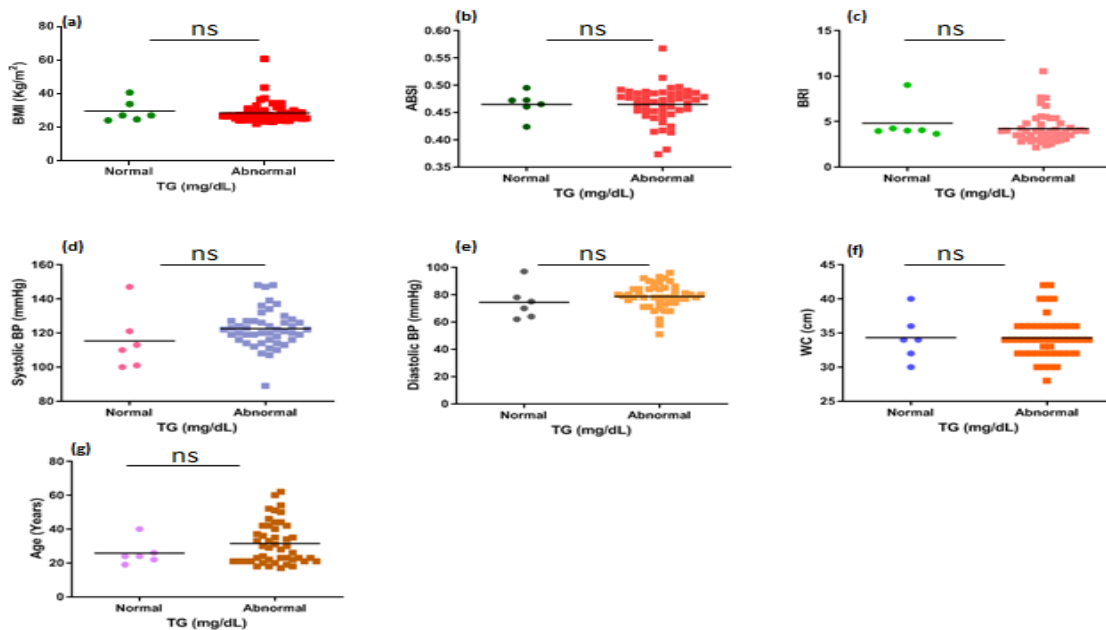 (a)
ns
BMI (Kg/m²)
80
60
40
20
0
Normal
Abnormal
TG (mg/dL)
(b)
ns
ABSI
0.60
0.55
0.50
0.45
0.40
0.35
Normal
Abnormal
TG (mg/dL)
(c)
ns
BRI
15
10
5
0
Normal
Abnormal
TG (mg/dL)
(d)
ns
Systolic BP (mmHg)
160
140
120
100
80
Normal
Abnormal
TG (mg/dL)
(e)
ns
Diastolic BP (mmHg)
100
80
60
40
20
0
Normal
Abnormal
TG (mg/dL)
(f)
ns
WC (cm)
45
40
35
30
25
Normal
Abnormal
TG (mg/dL)
(g)
ns
Age (Years)
80
60
40
20
0
Normal
Abnormal
TG (mg/dL)